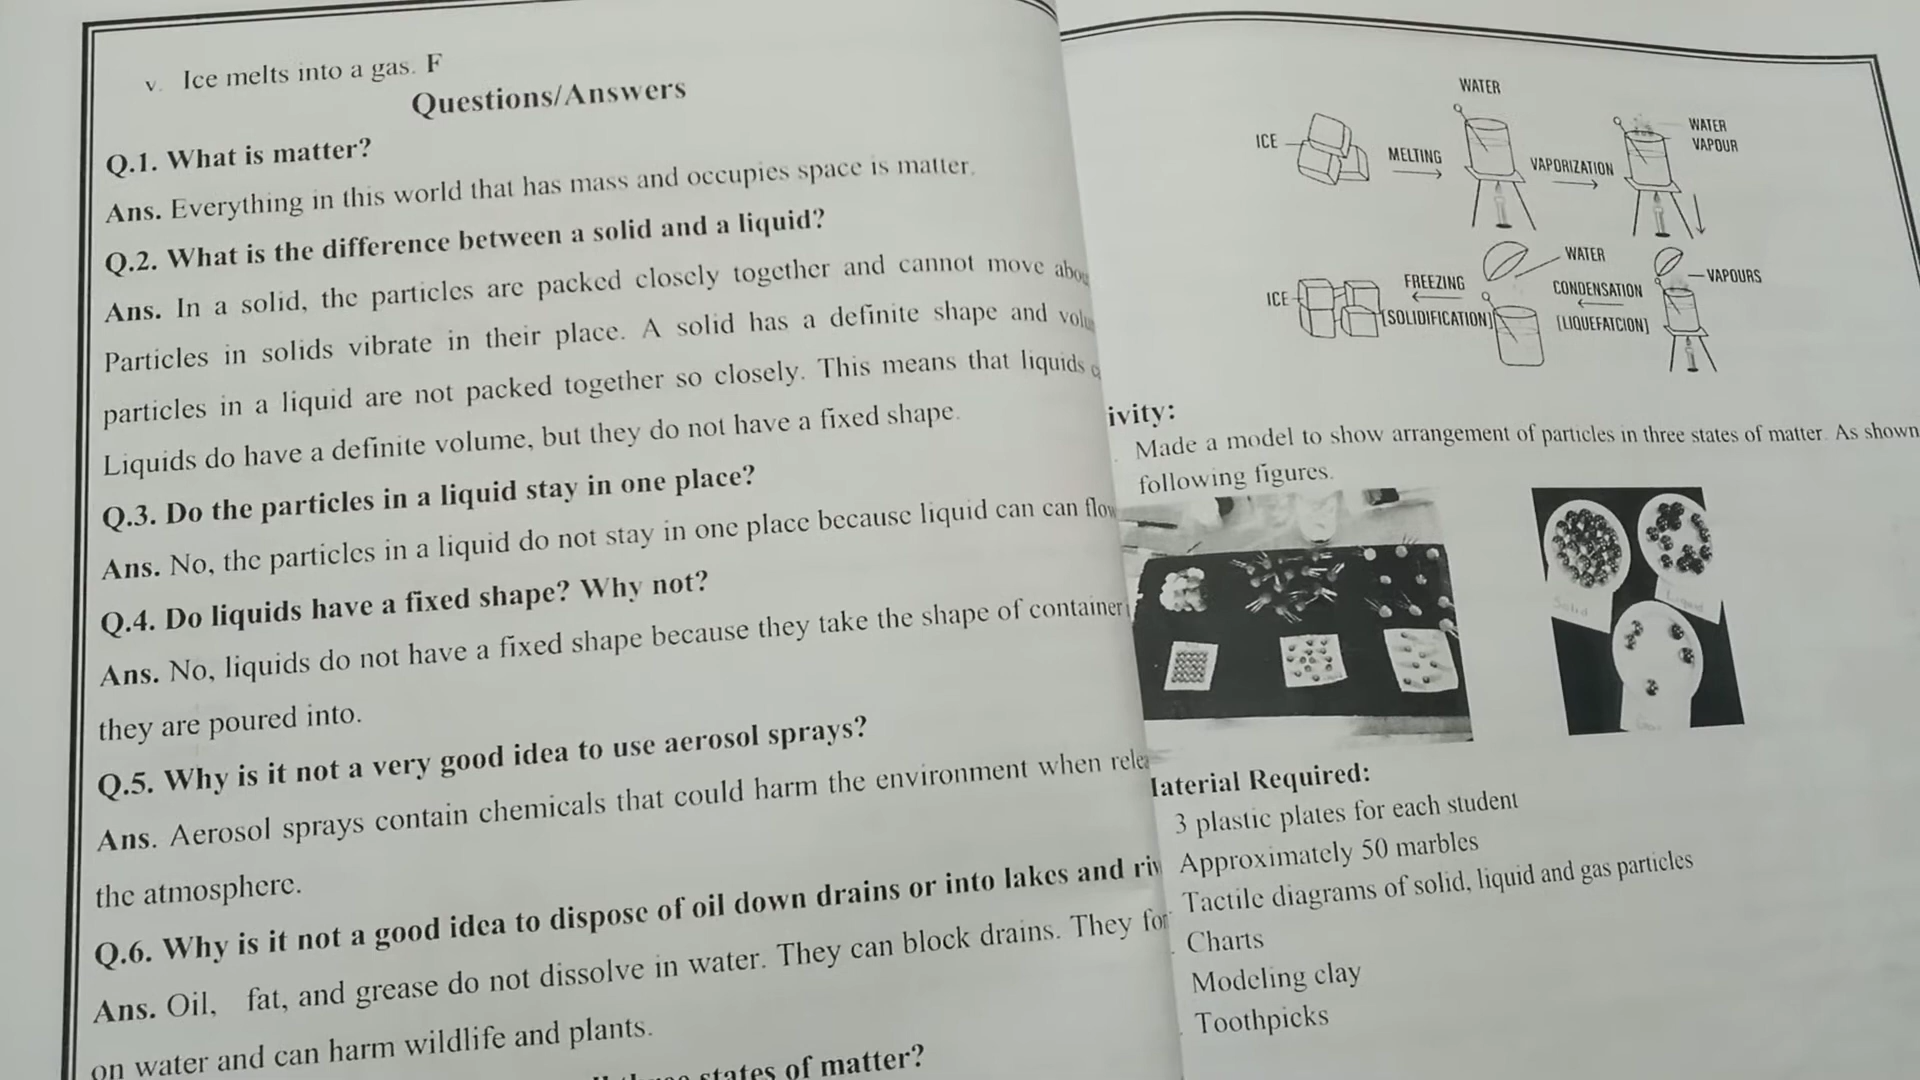 v. Ice melts into a gas. F
Questions/Answers
Q.1. What is matter?
Ans. Everything in this world that has mass and occupies space is matter.
Q.2. What is the difference between a solid and a liquid?
Ans. In a solid, the particles are packed closely together and cannot move
Particles in solids vibrate in their place. A solid has a definite shape and
particles in a liquid are not packed together so closely. This means that liquids
Liquids do have a definite volume, but they do not have a fixed shape.
Q.3. Do the particles in a liquid stay in one place?
Ans. No, the particles in a liquid do not stay in one place because liquid can can flow
Q.4. Do liquids have a fixed shape? Why not?
Ans. No, liquids do not have a fixed shape because they take the shape of container
they are poured into.
Q.5. Why is it not a very good idea to use aerosol sprays?
Ans. Aerosol sprays contain chemicals that could harm the environment when
the atmosphere.
Q.6. Why is it not a good idea to dispose of oil down drains or into lakes and
Ans. Oil, fat, and grease do not dissolve in water. They can block drains. They
on water and can harm wildlife and plants.
states of matter?
WATER
ICE
MELTING
VAPORIZATION
WATER
VAPOUR
ICE
FREEZING
[SOLIDIFICATION]
WATER
CONDENSATION
[LIQUEFATCION]
VAPOURS
ivity:
Made a model to show arrangement of particles in three states of matter. As shown
following figures.
Solid
Liquid
Material Required:
3 plastic plates for each student
Approximately 50 marbles
Tactile diagrams of solid, liquid and gas particles
Charts
Modeling clay
Toothpicks